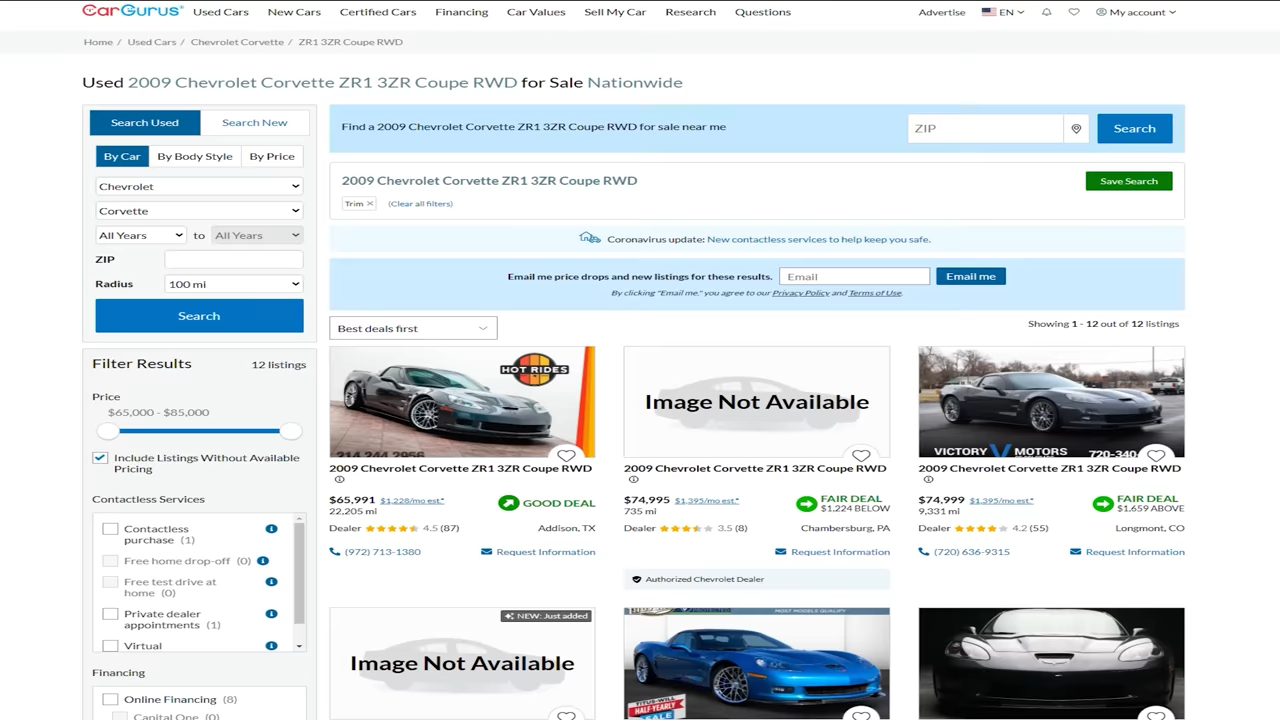 CarGurus Used Cars New Cars Certified Cars Financing Car Values Sell My Car Research Questions Advertise EN My account
Home / Used Cars / Chevrolet Corvette / ZR1 3ZR Coupe RWD
Used 2009 Chevrolet Corvette ZR1 3ZR Coupe RWD for Sale Nationwide
Search Used Search New
By Car By Body Style By Price
Chevrolet
Corvette
All Years to All Years
ZIP
Radius 100 mi
Search
Find a 2009 Chevrolet Corvette ZR1 3ZR Coupe RWD for sale near me ZIP Search
2009 Chevrolet Corvette ZR1 3ZR Coupe RWD Save Search
Trim × (Clear all filters)
Coronavirus update: New contactless services to help keep you safe.
Email me price drops and new listings for these results. Email Email me
By clicking "Email me," you agree to our Privacy Policy and Terms of Use.
Best deals first Showing 1 - 12 out of 12 listings
Filter Results 12 listings
Price
$65,000 - $85,000
Include Listings Without Available
Pricing
Contactless Services
Contactless
purchase (1)
Free home drop-off (0)
Free test drive at
home (0)
Private dealer
appointments (1)
Virtual
Financing
Online Financing (8)
Capital One (0)
HOT RIDES
214 244 2956
2009 Chevrolet Corvette ZR1 3ZR Coupe RWD
$65,991 $1,228/mo est.* GOOD DEAL
22,205 mi
Dealer 4.5 (87) Addison, TX
(972) 713-1380 Request Information
Image Not Available
2009 Chevrolet Corvette ZR1 3ZR Coupe RWD
$74,995 $1,395/mo est.* FAIR DEAL
735 mi $1,224 BELOW
Dealer 3.5 (8) Chambersburg, PA
Request Information
Authorized Chevrolet Dealer
VICTORY MOTORS 720-340
2009 Chevrolet Corvette ZR1 3ZR Coupe RWD
$74,999 $1,395/mo est.* FAIR DEAL
9,331 mi $1,659 ABOVE
Dealer 4.2 (55) Longmont, CO
(720) 636-9315 Request Information
NEW: Just added
Image Not Available
MOST MODELS QUALIFY
TITUS-WILL
HALF-YEARLY
SALE